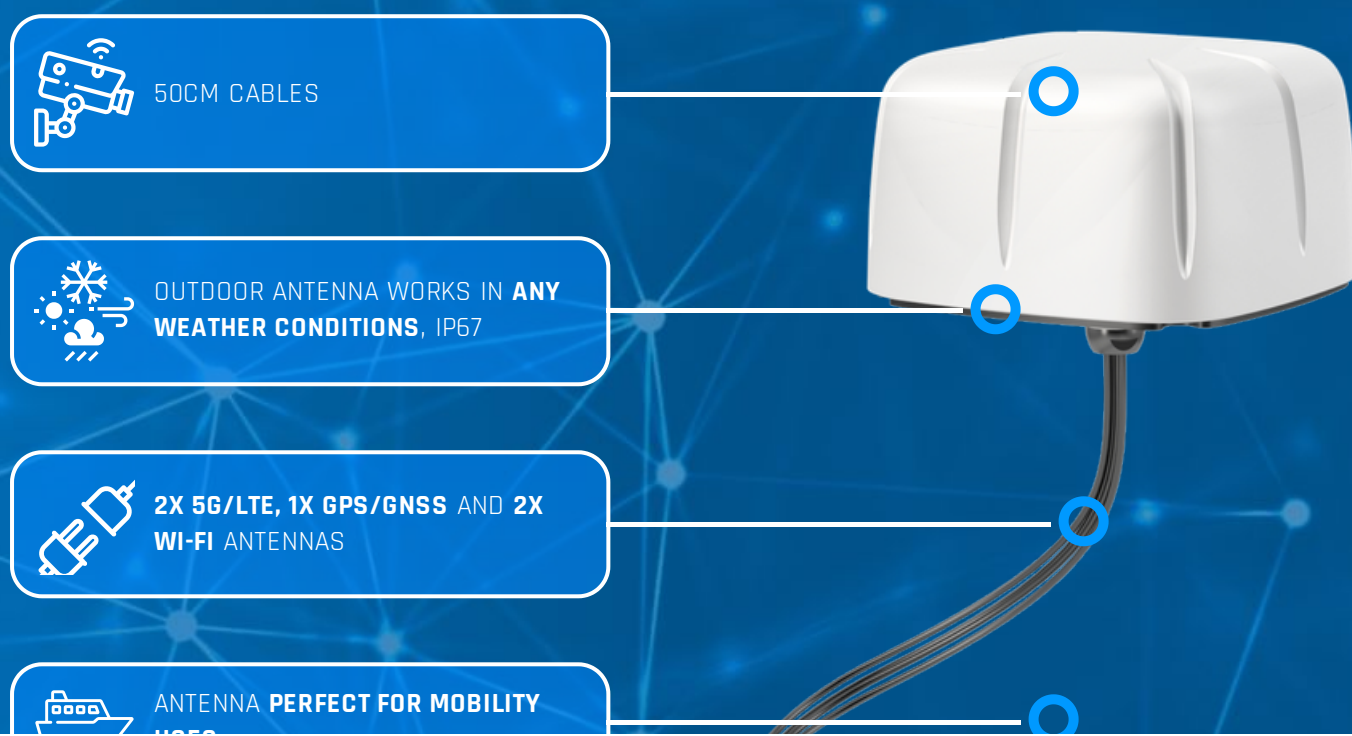 50CM CABLES
OUTDOOR ANTENNA WORKS IN ANY
WEATHER CONDITIONS, IP67
2X 5G/LTE, 1X GPS/GNSS AND 2X
WI-FI ANTENNAS
ANTENNA PERFECT FOR MOBILITY